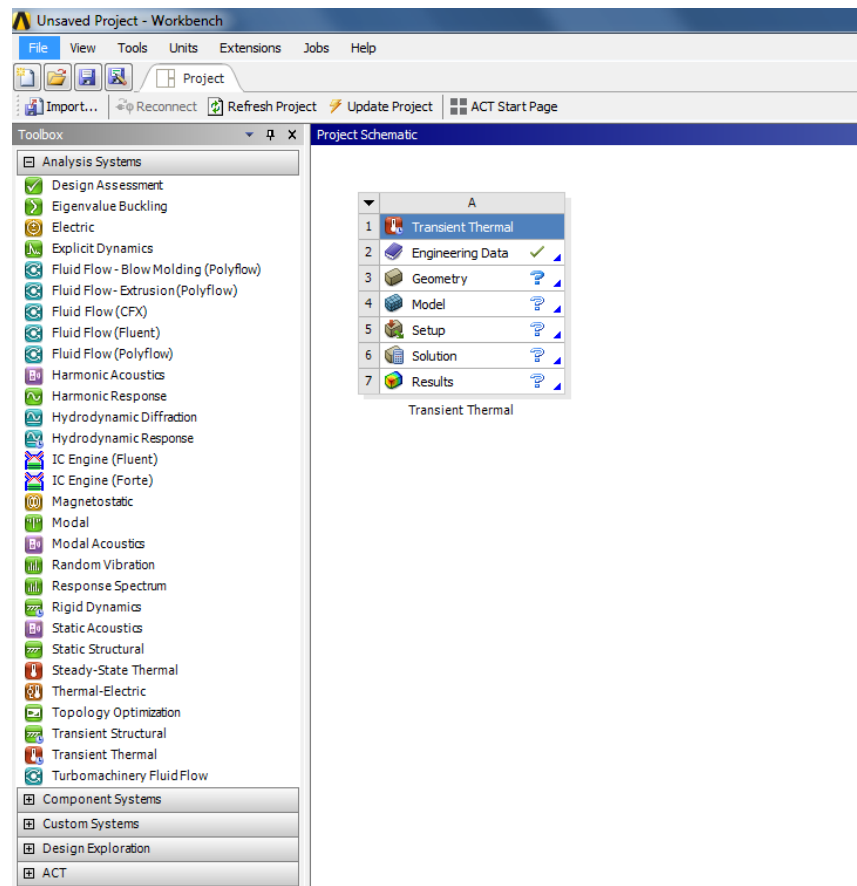 Unsaved Project - Workbench
File View Tools Units Extensions Jobs Help
Project
Import... Reconnect Refresh Project Update Project ACT Start Page
Toolbox
Project Schematic
Analysis Systems
Design Assessment
Eigenvalue Buckling
Electric
Explicit Dynamics
Fluid Flow - Blow Molding (Polyflow)
Fluid Flow - Extrusion (Polyflow)
Fluid Flow (CFX)
Fluid Flow (Fluent)
Fluid Flow (Polyflow)
Harmonic Acoustics
Harmonic Response
Hydrodynamic Diffraction
Hydrodynamic Response
IC Engine (Fluent)
IC Engine (Forte)
Magnetostatic
Modal
Modal Acoustics
Random Vibration
Response Spectrum
Rigid Dynamics
Static Acoustics
Static Structural
Steady-State Thermal
Thermal-Electric
Topology Optimization
Transient Structural
Transient Thermal
Turbomachinery Fluid Flow
Component Systems
Custom Systems
Design Exploration
ACT
A
1 Transient Thermal
2 Engineering Data
3 Geometry
4 Model
5 Setup
6 Solution
7 Results
Transient Thermal